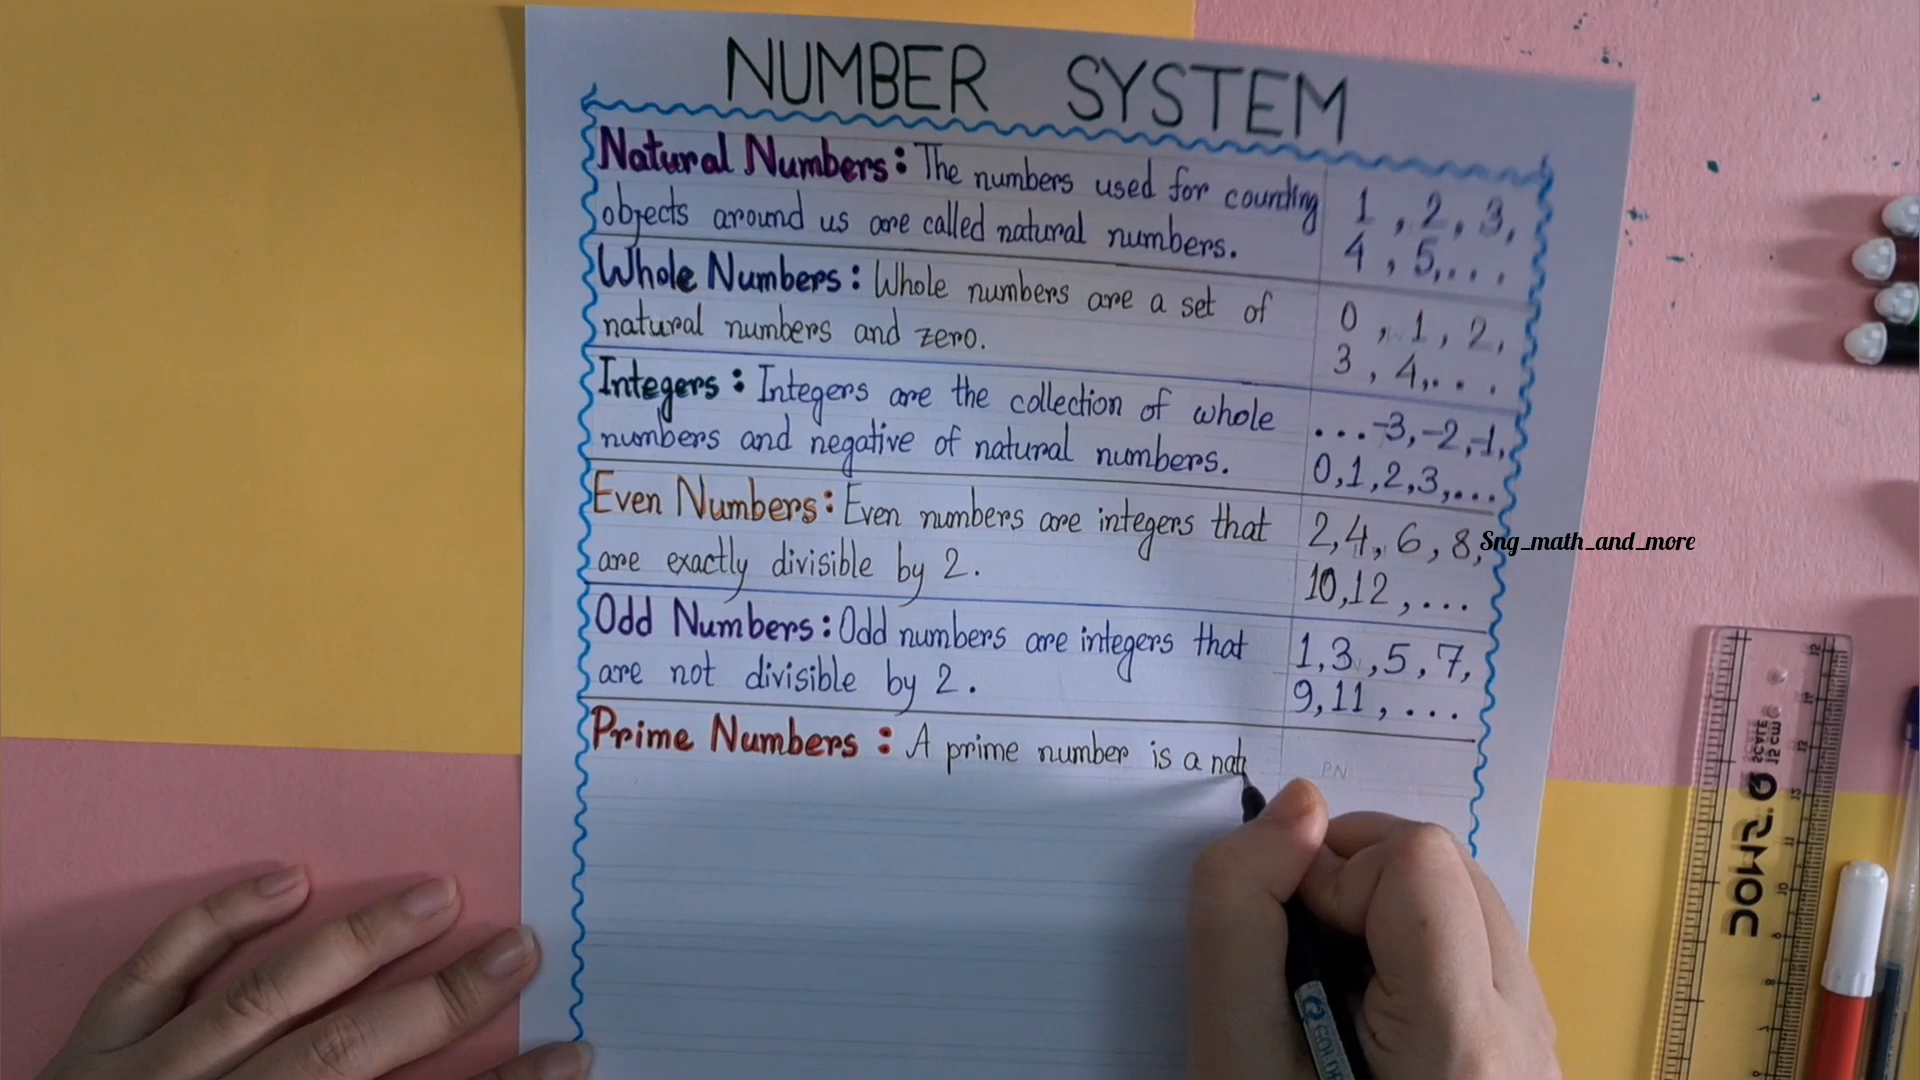 NUMBER SYSTEM
Natural Numbers: The numbers used for counting
objects around us are called natural numbers.
1, 2, 3,
4, 5,...
Whole Numbers: Whole numbers are a set of
natural numbers and zero.
0, 1, 2,
3, 4,...
Integers: Integers are the collection of whole
numbers and negative of natural numbers.
...-3,-2,-1,
0,1,2,3,...
Even Numbers: Even numbers are integers that
are exactly divisible by 2.
2,4,6,8,
10,12,...
Sng_math_and_more
Odd Numbers: Odd numbers are integers that
are not divisible by 2.
1,3,5,7,
9,11,...
Prime Numbers: A prime number is a nat
PN
SCALE
15 cm